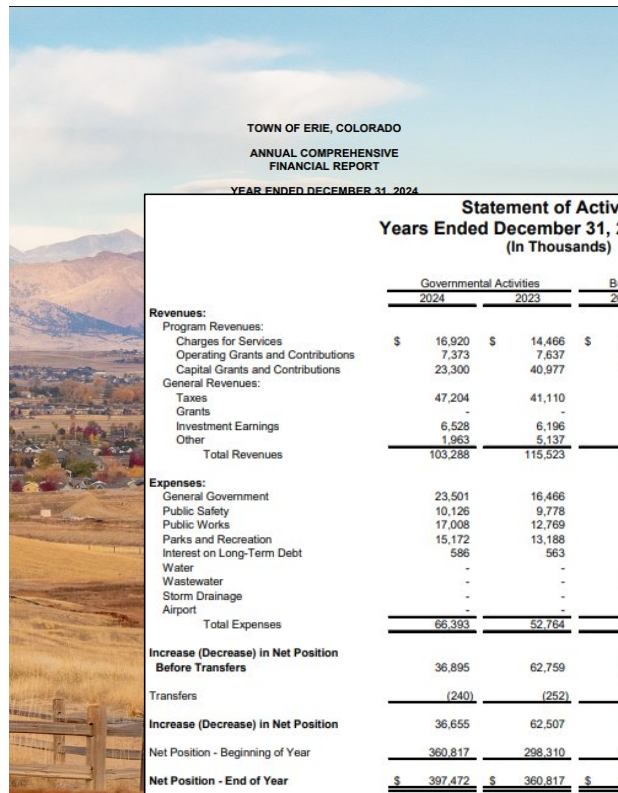 TOWN OF ERIE, COLORADO
ANNUAL COMPREHENSIVE
FINANCIAL REPORT
YEAR ENDED DECEMBER 31, 2024
Statement of Activ
Years Ended December 31, 2
(In Thousands)
Governmental Activities B
2024 2023 2
Revenues:
Program Revenues:
Charges for Services $ 16,920 $ 14,466 $
Operating Grants and Contributions 7,373 7,637
Capital Grants and Contributions 23,300 40,977
General Revenues:
Taxes 47,204 41,110
Grants - -
Investment Earnings 6,528 6,196
Other 1,963 5,137
Total Revenues 103,288 115,523
Expenses:
General Government 23,501 16,466
Public Safety 10,126 9,778
Public Works 17,008 12,769
Parks and Recreation 15,172 13,188
Interest on Long-Term Debt 586 563
Water - -
Wastewater - -
Storm Drainage - -
Airport - -
Total Expenses 66,393 52,764
Increase (Decrease) in Net Position
Before Transfers 36,895 62,759
Transfers (240) (252)
Increase (Decrease) in Net Position 36,655 62,507
Net Position - Beginning of Year 360,817 298,310
Net Position - End of Year $ 397,472 $ 360,817 $